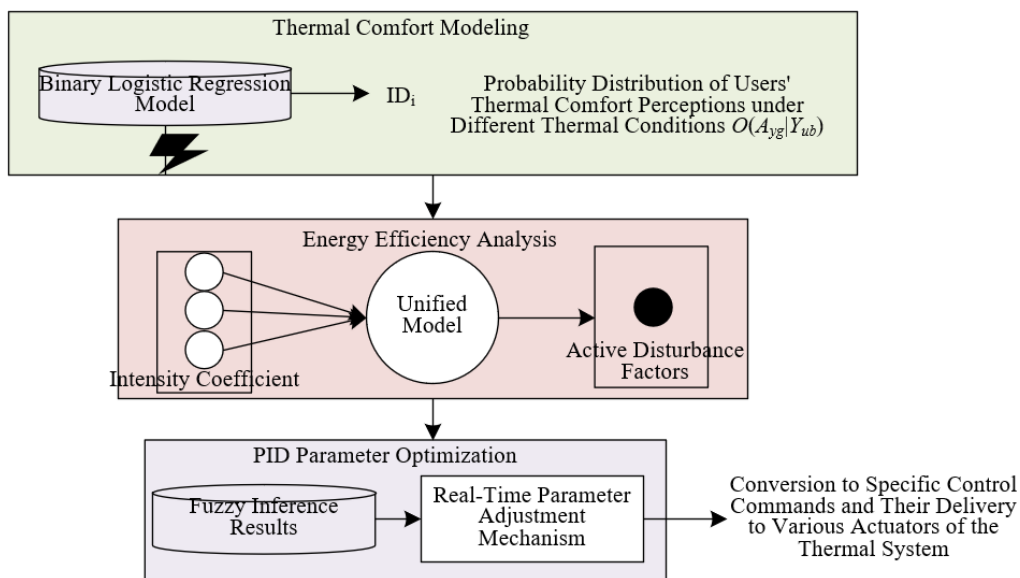 Thermal Comfort Modeling
Binary Logistic Regression
Model
IDi
Probability Distribution of Users'
Thermal Comfort Perceptions under
Different Thermal Conditions O(Ayg|Yub)
Energy Efficiency Analysis
Intensity Coefficient
Unified
Model
Active Disturbance
Factors
PID Parameter Optimization
Fuzzy Inference
Results
Real-Time Parameter
Adjustment
Mechanism
Conversion to Specific Control
Commands and Their Delivery
to Various Actuators of the
Thermal System